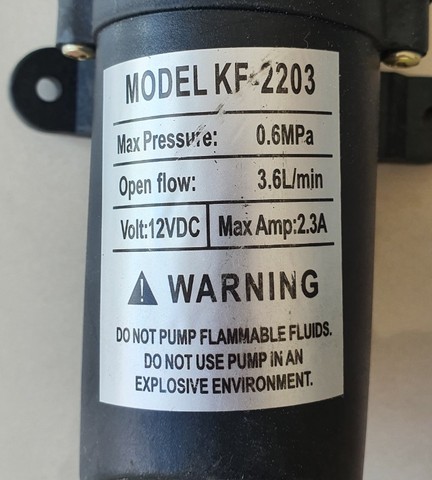 MODEL KF-2203
Max Pressure: 0.6MPa
Open flow: 3.6L/min
Volt:12VDC Max Amp:2.3A
WARNING
DO NOT PUMP FLAMMABLE FLUIDS.
DO NOT USE PUMP IN AN
EXPLOSIVE ENVIRONMENT.